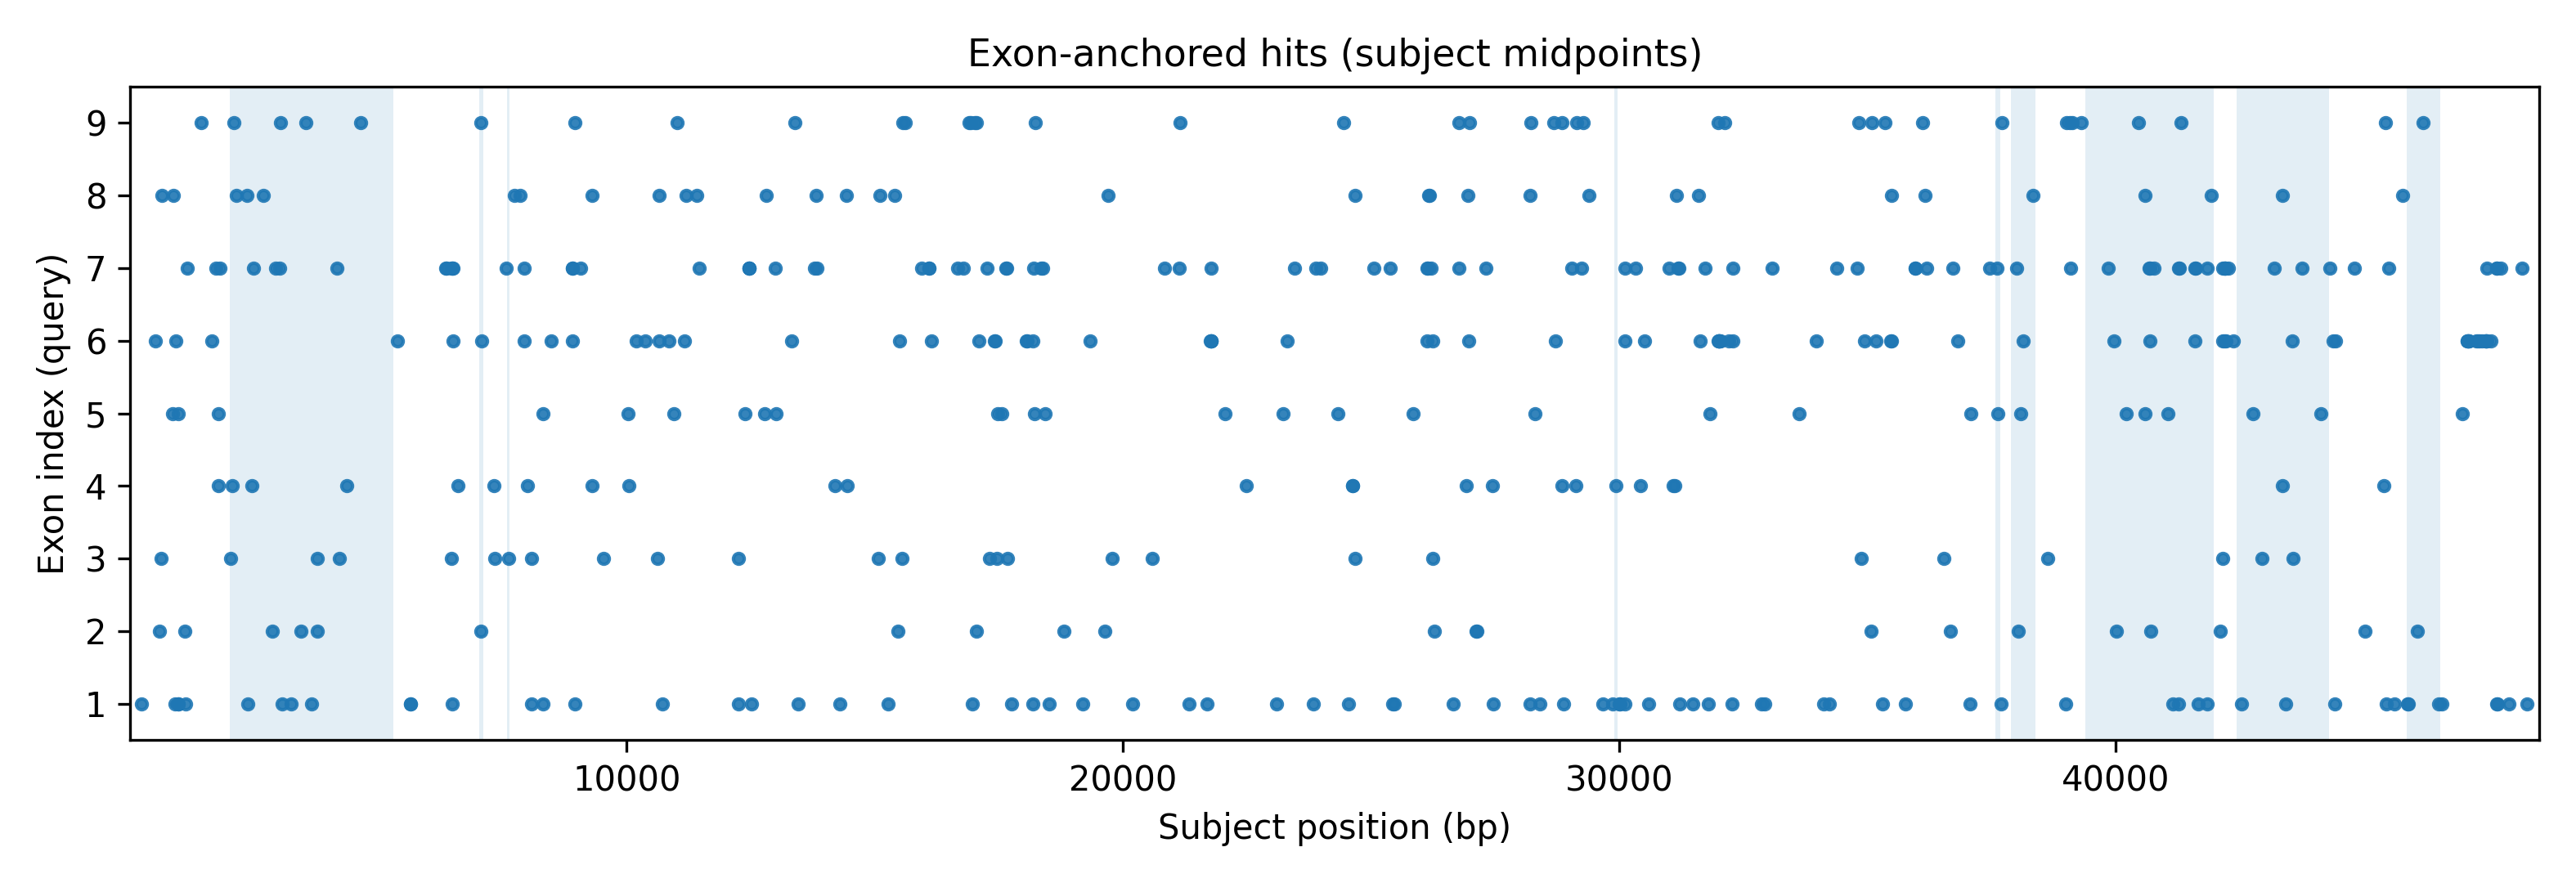 Exon-anchored hits (subject midpoints)
Exon index (query)
9
8
7
6
5
4
3
2
1
10000 20000 30000 40000
Subject position (bp)